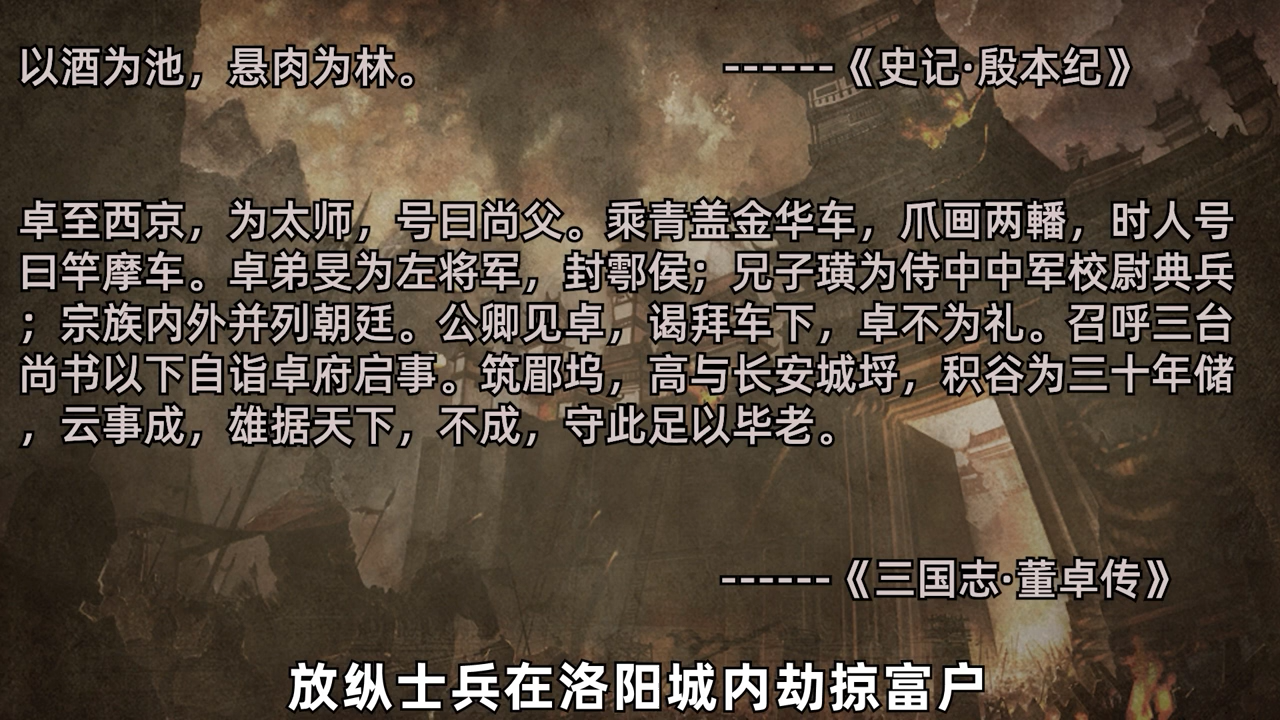 以酒为池，悬肉为林。 ------《史记·殷本纪》
卓至西京，为太师，号曰尚父。乘青盖金华车，爪画两轓，时人号
曰竿摩车。卓弟旻为左将军，封鄠侯；兄子璜为侍中中军校尉典兵
；宗族内外并列朝廷。公卿见卓，谒拜车下，卓不为礼。召呼三台
尚书以下自诣卓府启事。筑郿坞，高与长安城埒，积谷为三十年储
，云事成，雄据天下，不成，守此足以毕老。
------《三国志·董卓传》
放纵士兵在洛阳城内劫掠富户